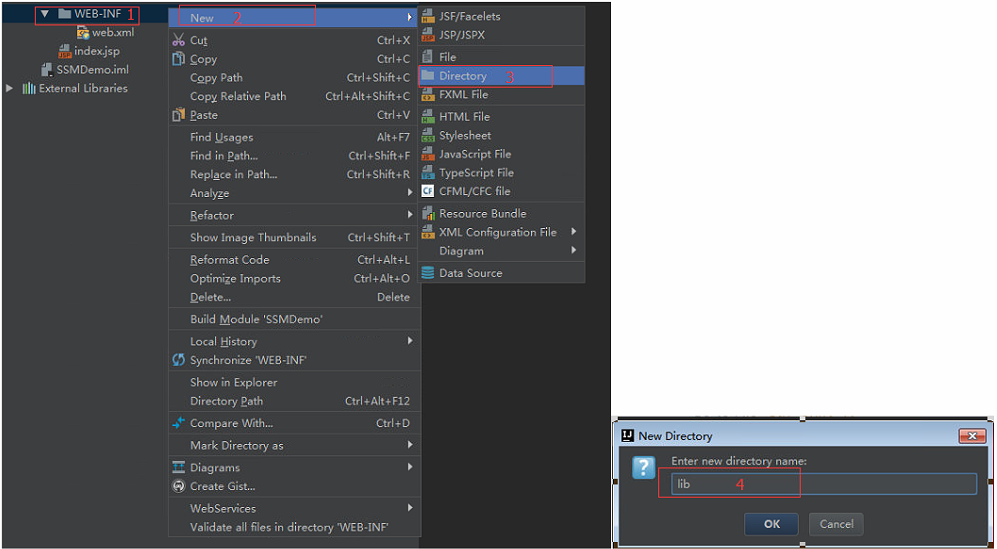 WEB-INF 1
web.xml
index.jsp
SSMDemo.iml
External Libraries
New 2
Cut Ctrl+X
Copy Ctrl+C
Copy Path Ctrl+Shift+C
Copy Relative Path Ctrl+Alt+Shift+C
Paste Ctrl+V
Find Usages Alt+F7
Find in Path... Ctrl+Shift+F
Replace in Path... Ctrl+Shift+R
Analyze
Refactor
Show Image Thumbnails Ctrl+Shift+T
Reformat Code Ctrl+Alt+L
Optimize Imports Ctrl+Alt+O
Delete... Delete
Build Module 'SSMDemo'
Local History
Synchronize 'WEB-INF'
Show in Explorer
Directory Path Ctrl+Alt+F12
Compare With... Ctrl+D
Mark Directory as
Diagrams
Create Gist...
WebServices
Validate all files in directory 'WEB-INF'
JSF/Facelets
JSP/JSPX
File
Directory 3
FXML File
HTML File
Stylesheet
JavaScript File
TypeScript File
CFML/CFC file
Resource Bundle
XML Configuration File
Diagram
Data Source
New Directory
Enter new directory name:
lib 4
OK Cancel